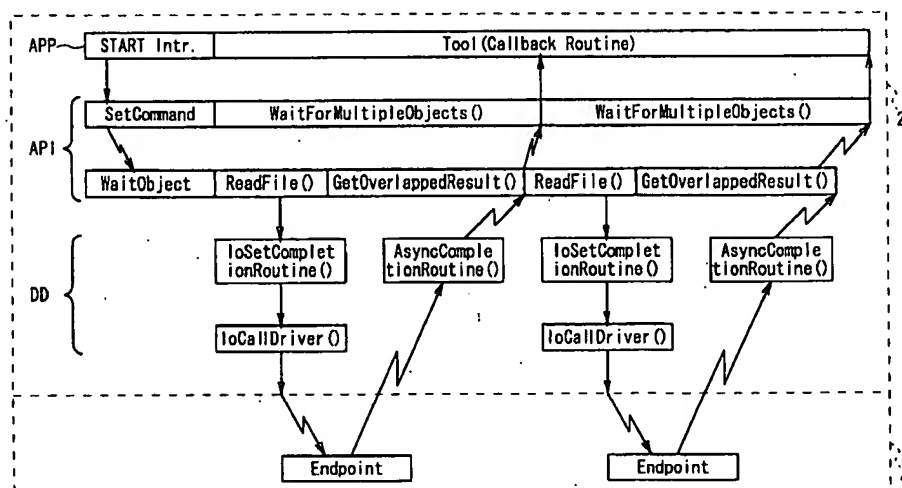 APP
START Intr.
Tool(Callback Routine)
API
SetCommand
WaitForMultipleObjects()
WaitForMultipleObjects()
2
WaitObject
ReadFile()
GetOverlappedResult()
ReadFile()
GetOverlappedResult()
DD
IoSetComplet
ionRoutine()
AsyncComple
tionRoutine()
IoSetComplet
ionRoutine()
AsyncComple
tionRoutine()
IoCallDriver()
IoCallDriver()
Endpoint
Endpoint